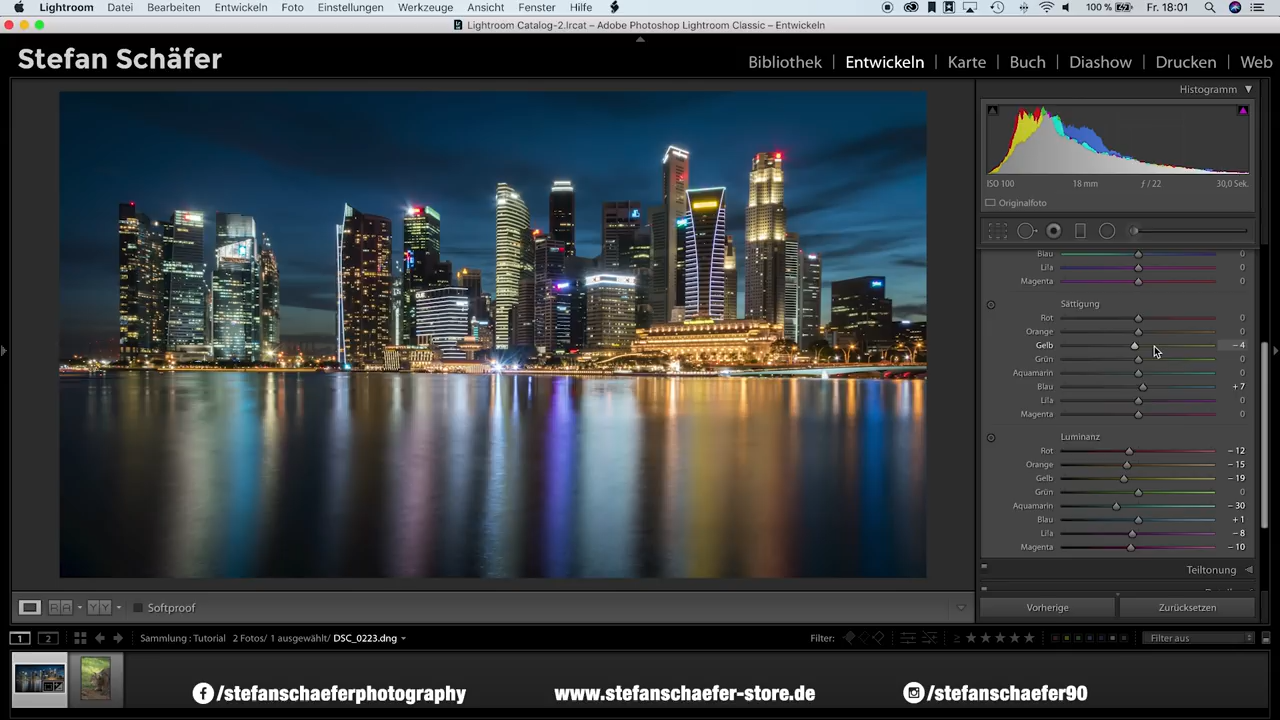 Lightroom Datei Bearbeiten Entwickeln Foto Einstellungen Werkzeuge Ansicht Fenster Hilfe 100 % Fr. 18:01
Lightroom Catalog-2.lrcat – Adobe Photoshop Lightroom Classic – Entwickeln
Stefan Schäfer
Bibliothek Entwickeln Karte Buch Diashow Drucken Web
Histogramm
ISO 100 18 mm ƒ / 22 30,0 Sek.
Originalfoto
Blau 0
Lila 0
Magenta 0
Sättigung
Rot 0
Orange 0
Gelb – 4
Grün 0
Aquamarin 0
Blau + 7
Lila 0
Magenta 0
Luminanz
Rot – 12
Orange – 15
Gelb – 19
Grün 0
Aquamarin – 30
Blau + 1
Lila – 8
Magenta – 10
Teiltonung
R A Y Y Softproof
Vorherige Zurücksetzen
1 2 Sammlung : Tutorial 2 Fotos/ 1 ausgewählt/ DSC_0223.dng Filter: ≥ Filter aus
/stefanschaeferphotography www.stefanschaefer-store.de /stefanschaefer90